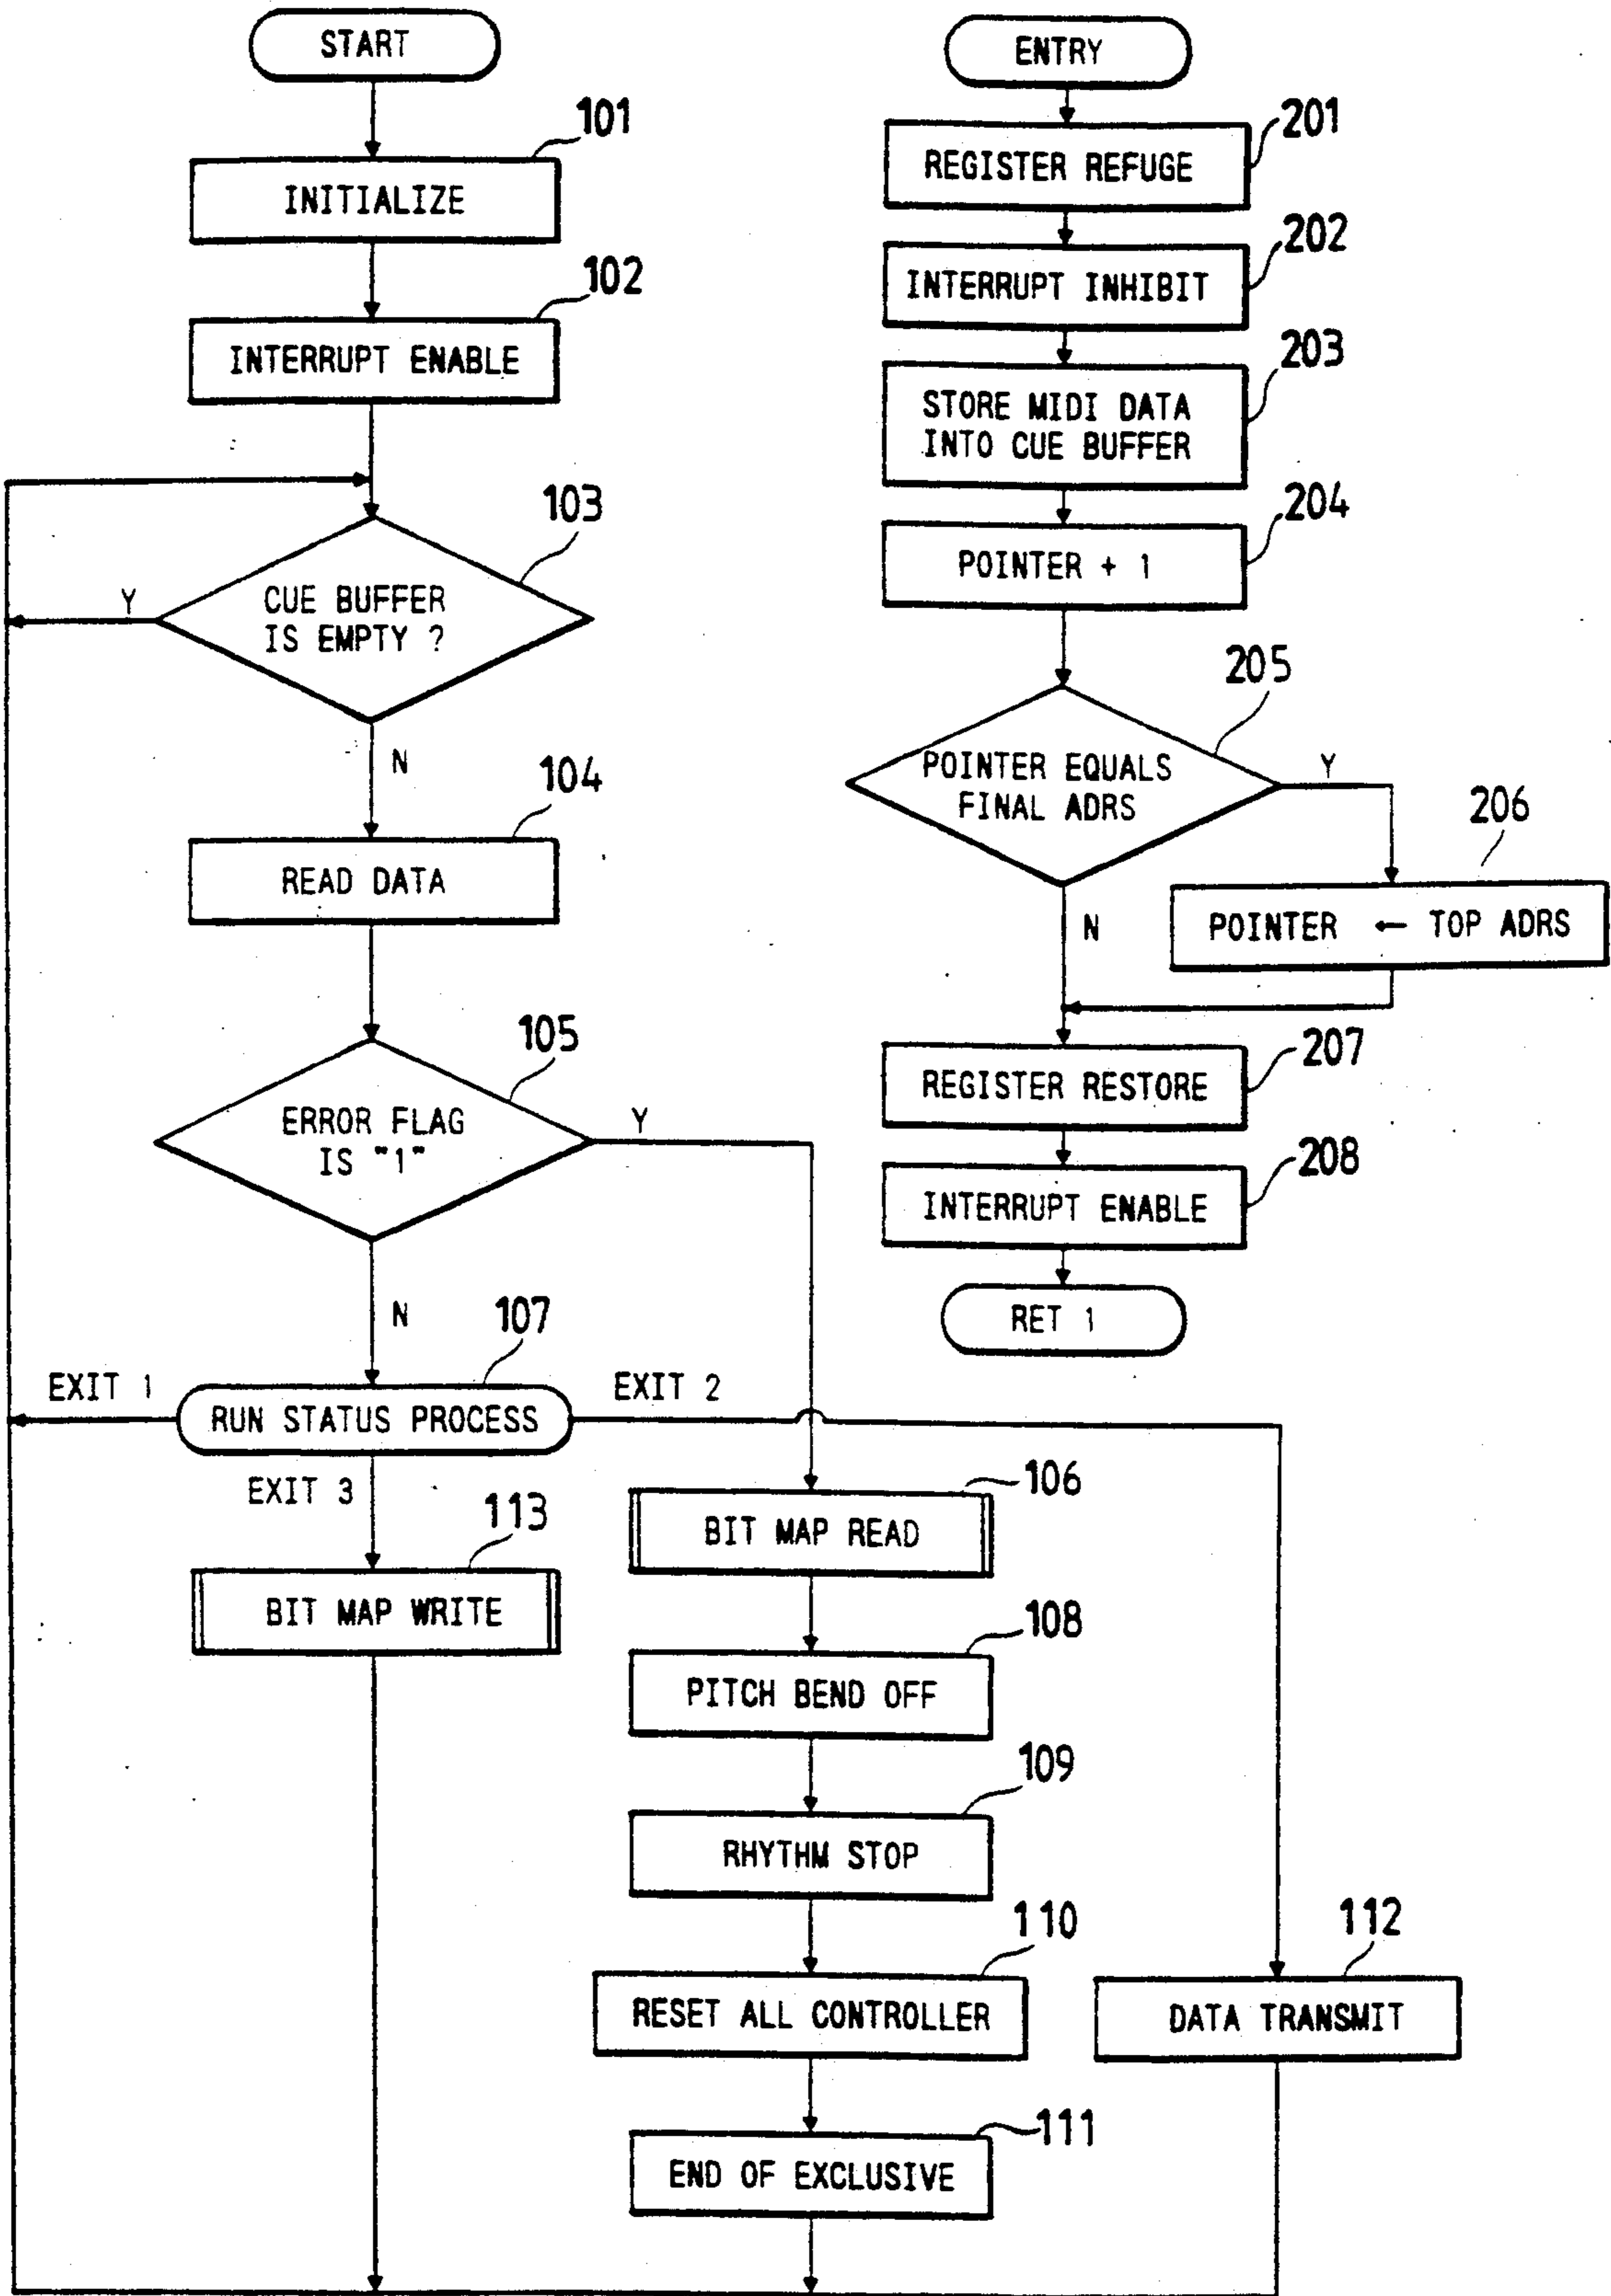 START
101
INITIALIZE
102
INTERRUPT ENABLE
103
CUE BUFFER
IS EMPTY ?
Y
N
104
READ DATA
105
ERROR FLAG
IS "1"
Y
N
107
EXIT 1
RUN STATUS PROCESS
EXIT 2
EXIT 3
113
BIT MAP WRITE
106
BIT MAP READ
108
PITCH BEND OFF
109
RHYTHM STOP
110
RESET ALL CONTROLLER
111
END OF EXCLUSIVE
112
DATA TRANSMIT
ENTRY
201
REGISTER REFUGE
202
INTERRUPT INHIBIT
203
STORE MIDI DATA
INTO CUE BUFFER
204
POINTER + 1
205
POINTER EQUALS
FINAL ADRS
Y
N
206
POINTER ← TOP ADRS
207
REGISTER RESTORE
208
INTERRUPT ENABLE
RET 1